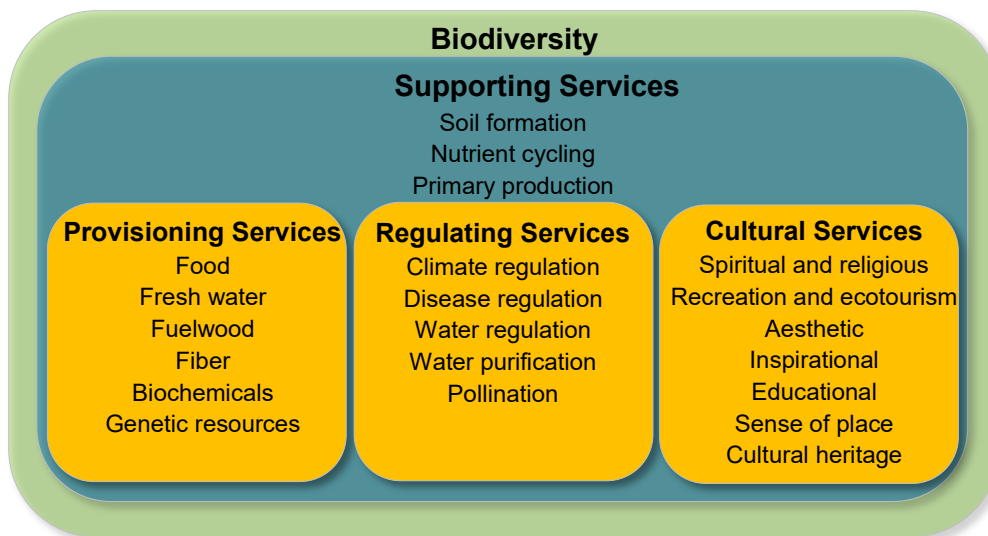 Biodiversity
Supporting Services
Soil formation
Nutrient cycling
Primary production
Provisioning Services
Food
Fresh water
Fuelwood
Fiber
Biochemicals
Genetic resources
Regulating Services
Climate regulation
Disease regulation
Water regulation
Water purification
Pollination
Cultural Services
Spiritual and religious
Recreation and ecotourism
Aesthetic
Inspirational
Educational
Sense of place
Cultural heritage